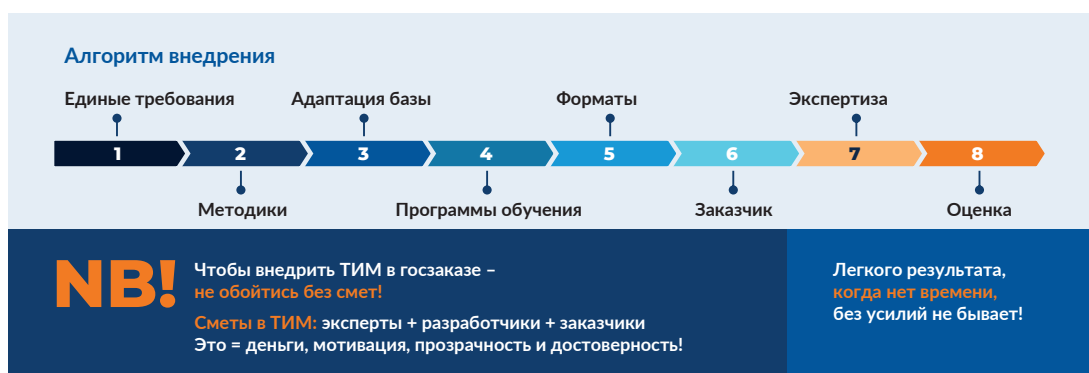 Алгоритм внедрения
Единые требования
Адаптация базы
Форматы
Экспертиза
1
2
3
4
5
6
7
8
Методики
Программы обучения
Заказчик
Оценка
NB!
Чтобы внедрить ТИМ в госзаказе –
не обойтись без смет!
Сметы в ТИМ: эксперты + разработчики + заказчики
Это = деньги, мотивация, прозрачность и достоверность!
Легкого результата,
когда нет времени,
без усилий не бывает!